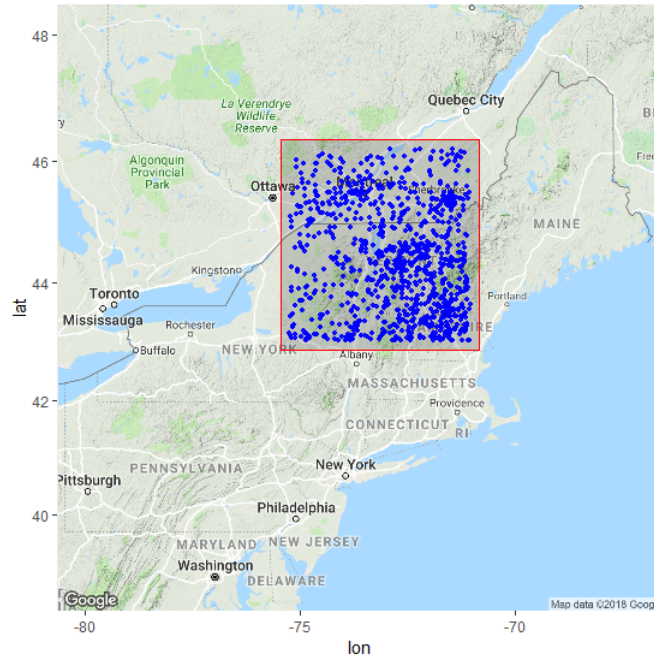 48
Quebec City
La Verendrye
Wildlife
Reserve
46
Algonquin
Provincial
Park
Ottawa
Montreal
MAINE
44
Kingston
Toronto
Portland
Mississauga
Rochester
Buffalo
NEW YORK
Albany
MASSACHUSETTS
42
Providence
CONNECTICUT
RI
PENNSYLVANIA
New York
Pittsburgh
40
Philadelphia
MARYLAND
NEW JERSEY
Washington
DELAWARE
Google
Map data ©2018 Goog
-80
-75
-70
lon
lat